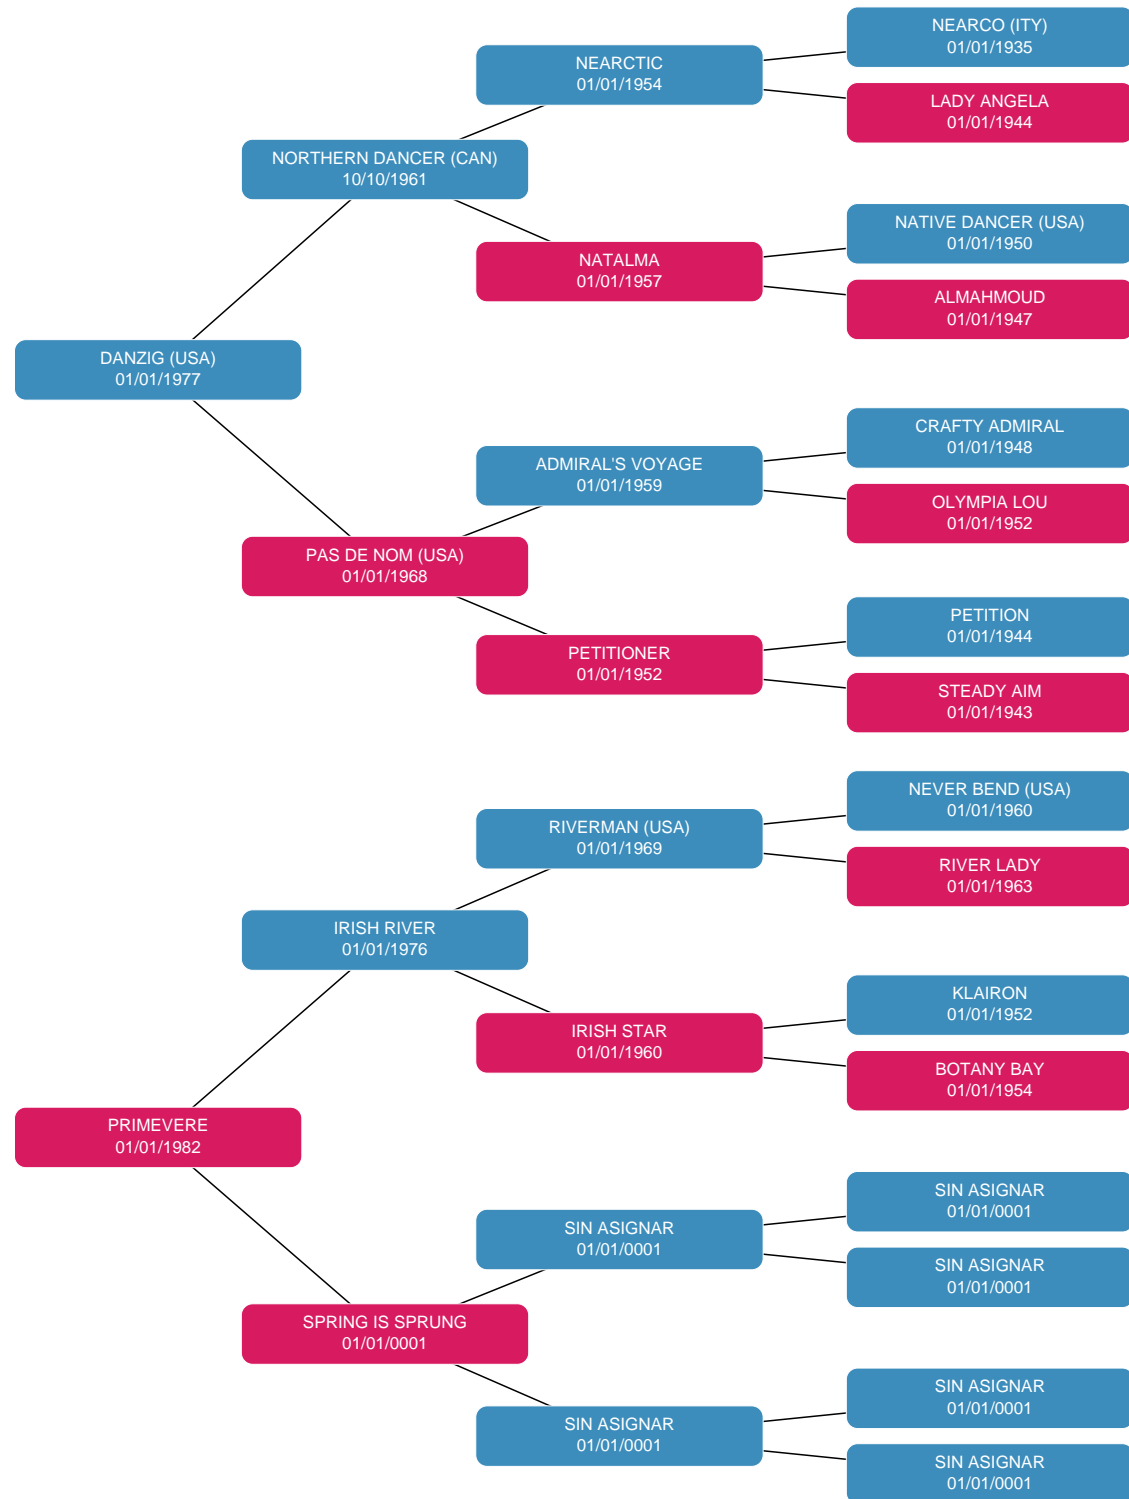 NEARCO (ITY)
01/01/1935
NEARCTIC
01/01/1954
LADY ANGELA
01/01/1944
NORTHERN DANCER (CAN)
10/10/1961
NATIVE DANCER (USA)
01/01/1950
NATALMA
01/01/1957
ALMAHMOUD
01/01/1947
DANZIG (USA)
01/01/1977
CRAFTY ADMIRAL
01/01/1948
ADMIRAL'S VOYAGE
01/01/1959
OLYMPIA LOU
01/01/1952
PAS DE NOM (USA)
01/01/1968
PETITION
01/01/1944
PETITIONER
01/01/1952
STEADY AIM
01/01/1943
NEVER BEND (USA)
01/01/1960
RIVERMAN (USA)
01/01/1969
RIVER LADY
01/01/1963
IRISH RIVER
01/01/1976
KLAIRON
01/01/1952
IRISH STAR
01/01/1960
BOTANY BAY
01/01/1954
PRIMEVERE
01/01/1982
SIN ASIGNAR
01/01/0001
SIN ASIGNAR
01/01/0001
SIN ASIGNAR
01/01/0001
SPRING IS SPRUNG
01/01/0001
SIN ASIGNAR
01/01/0001
SIN ASIGNAR
01/01/0001
SIN ASIGNAR
01/01/0001